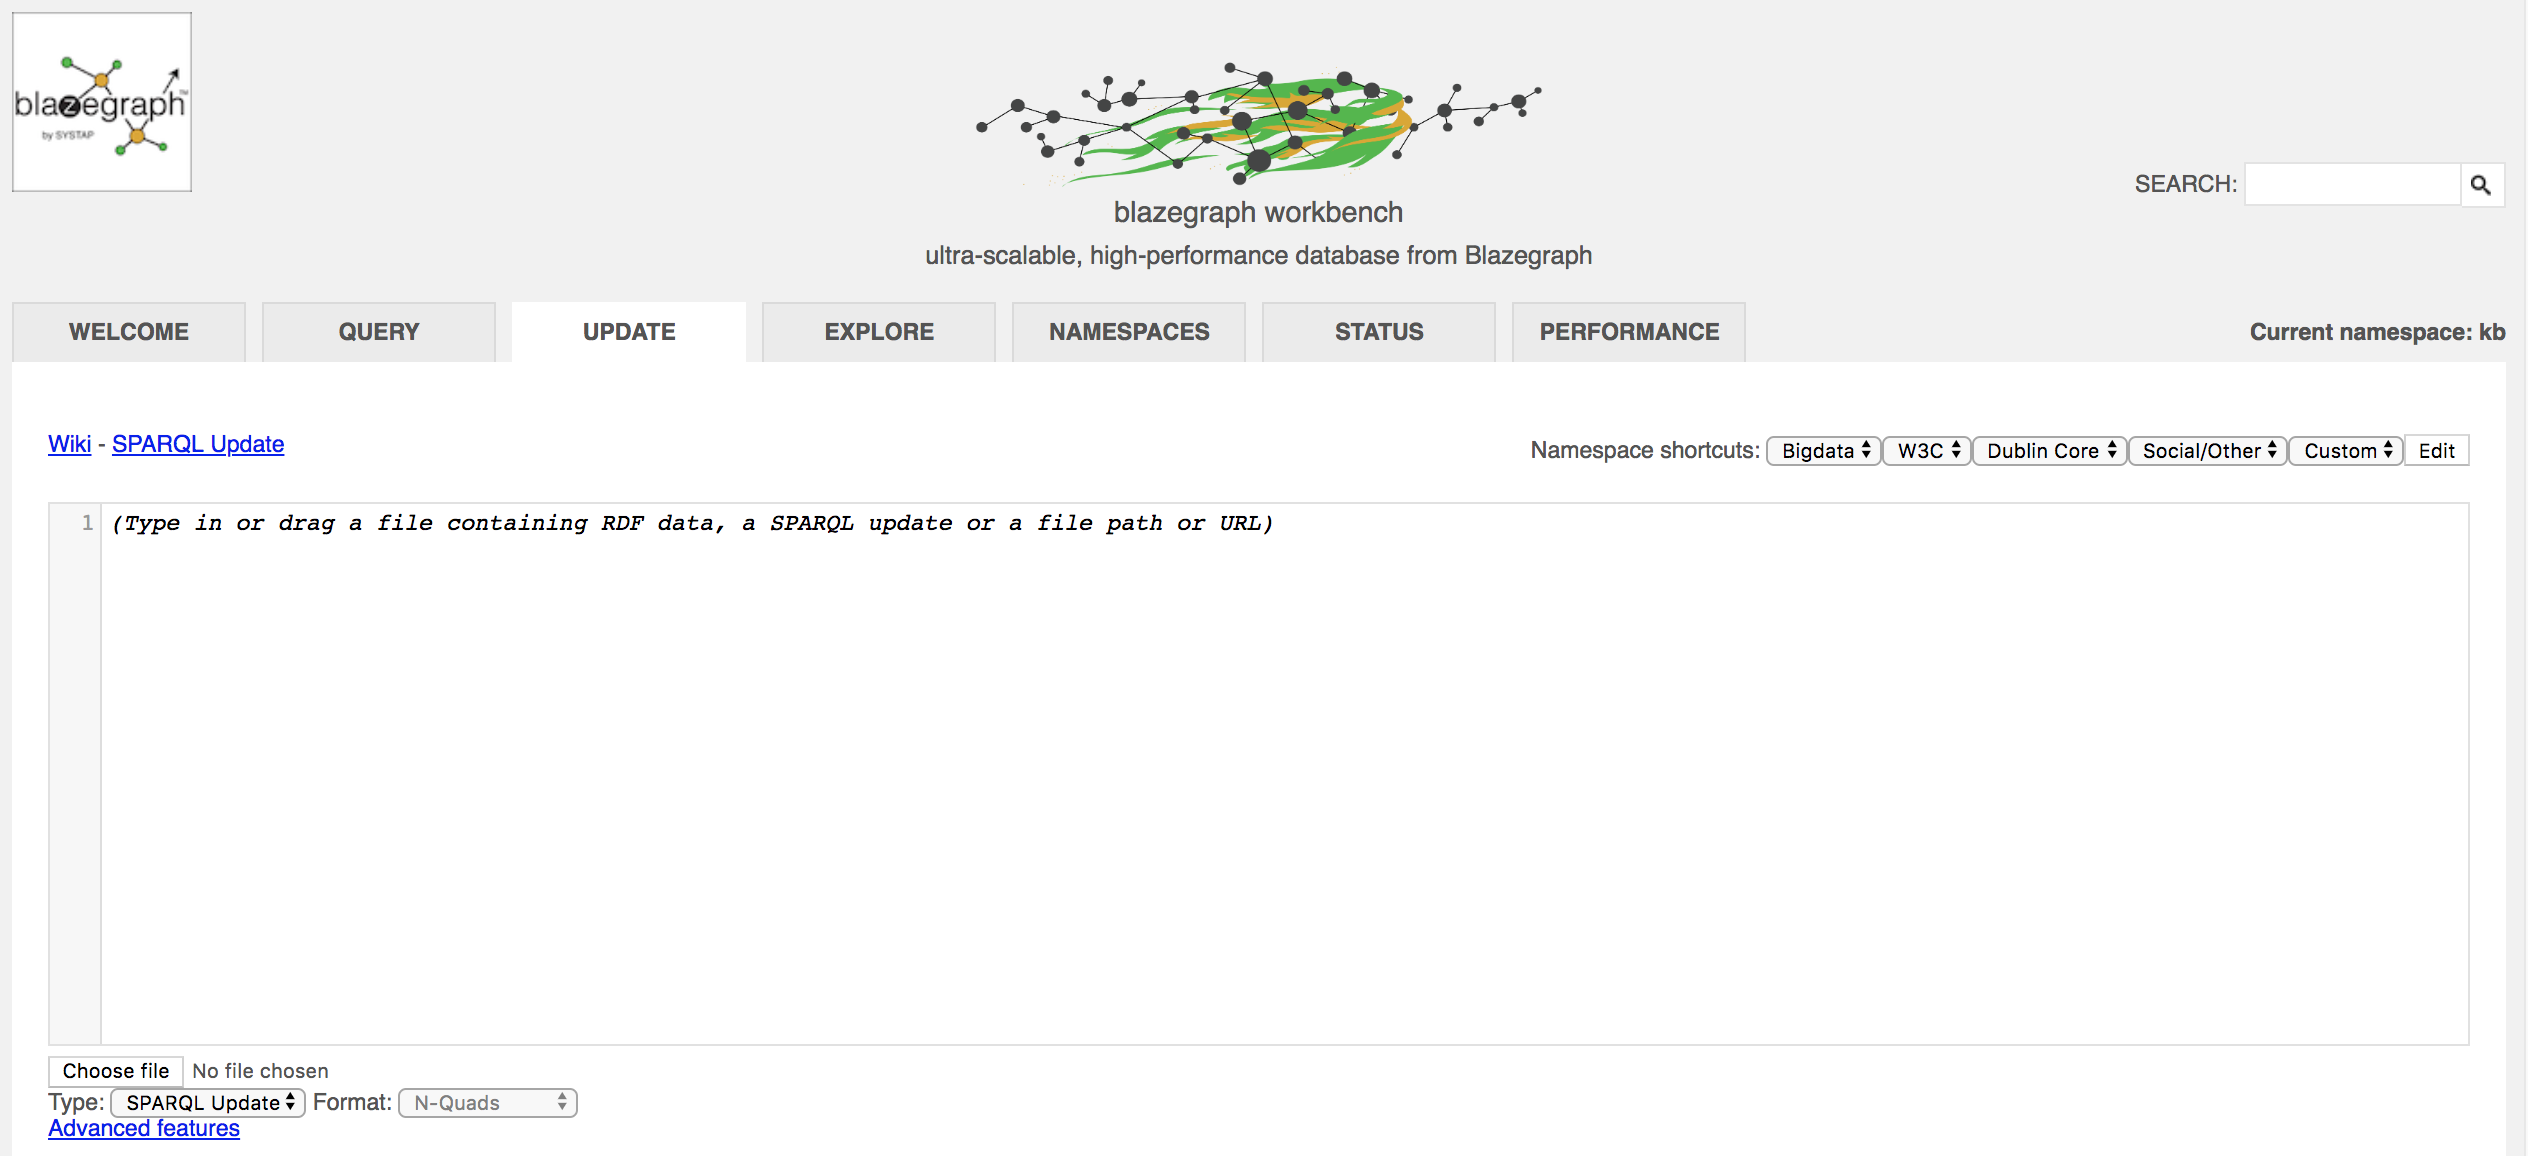 blazegraph™
by SYSTAP
blazegraph workbench
ultra-scalable, high-performance database from Blazegraph
SEARCH:
WELCOME QUERY UPDATE EXPLORE NAMESPACES STATUS PERFORMANCE Current namespace: kb
Wiki - SPARQL Update Namespace shortcuts: Bigdata W3C Dublin Core Social/Other Custom Edit
1 (Type in or drag a file containing RDF data, a SPARQL update or a file path or URL)
Choose file No file chosen
Type: SPARQL Update Format: N-Quads
Advanced features